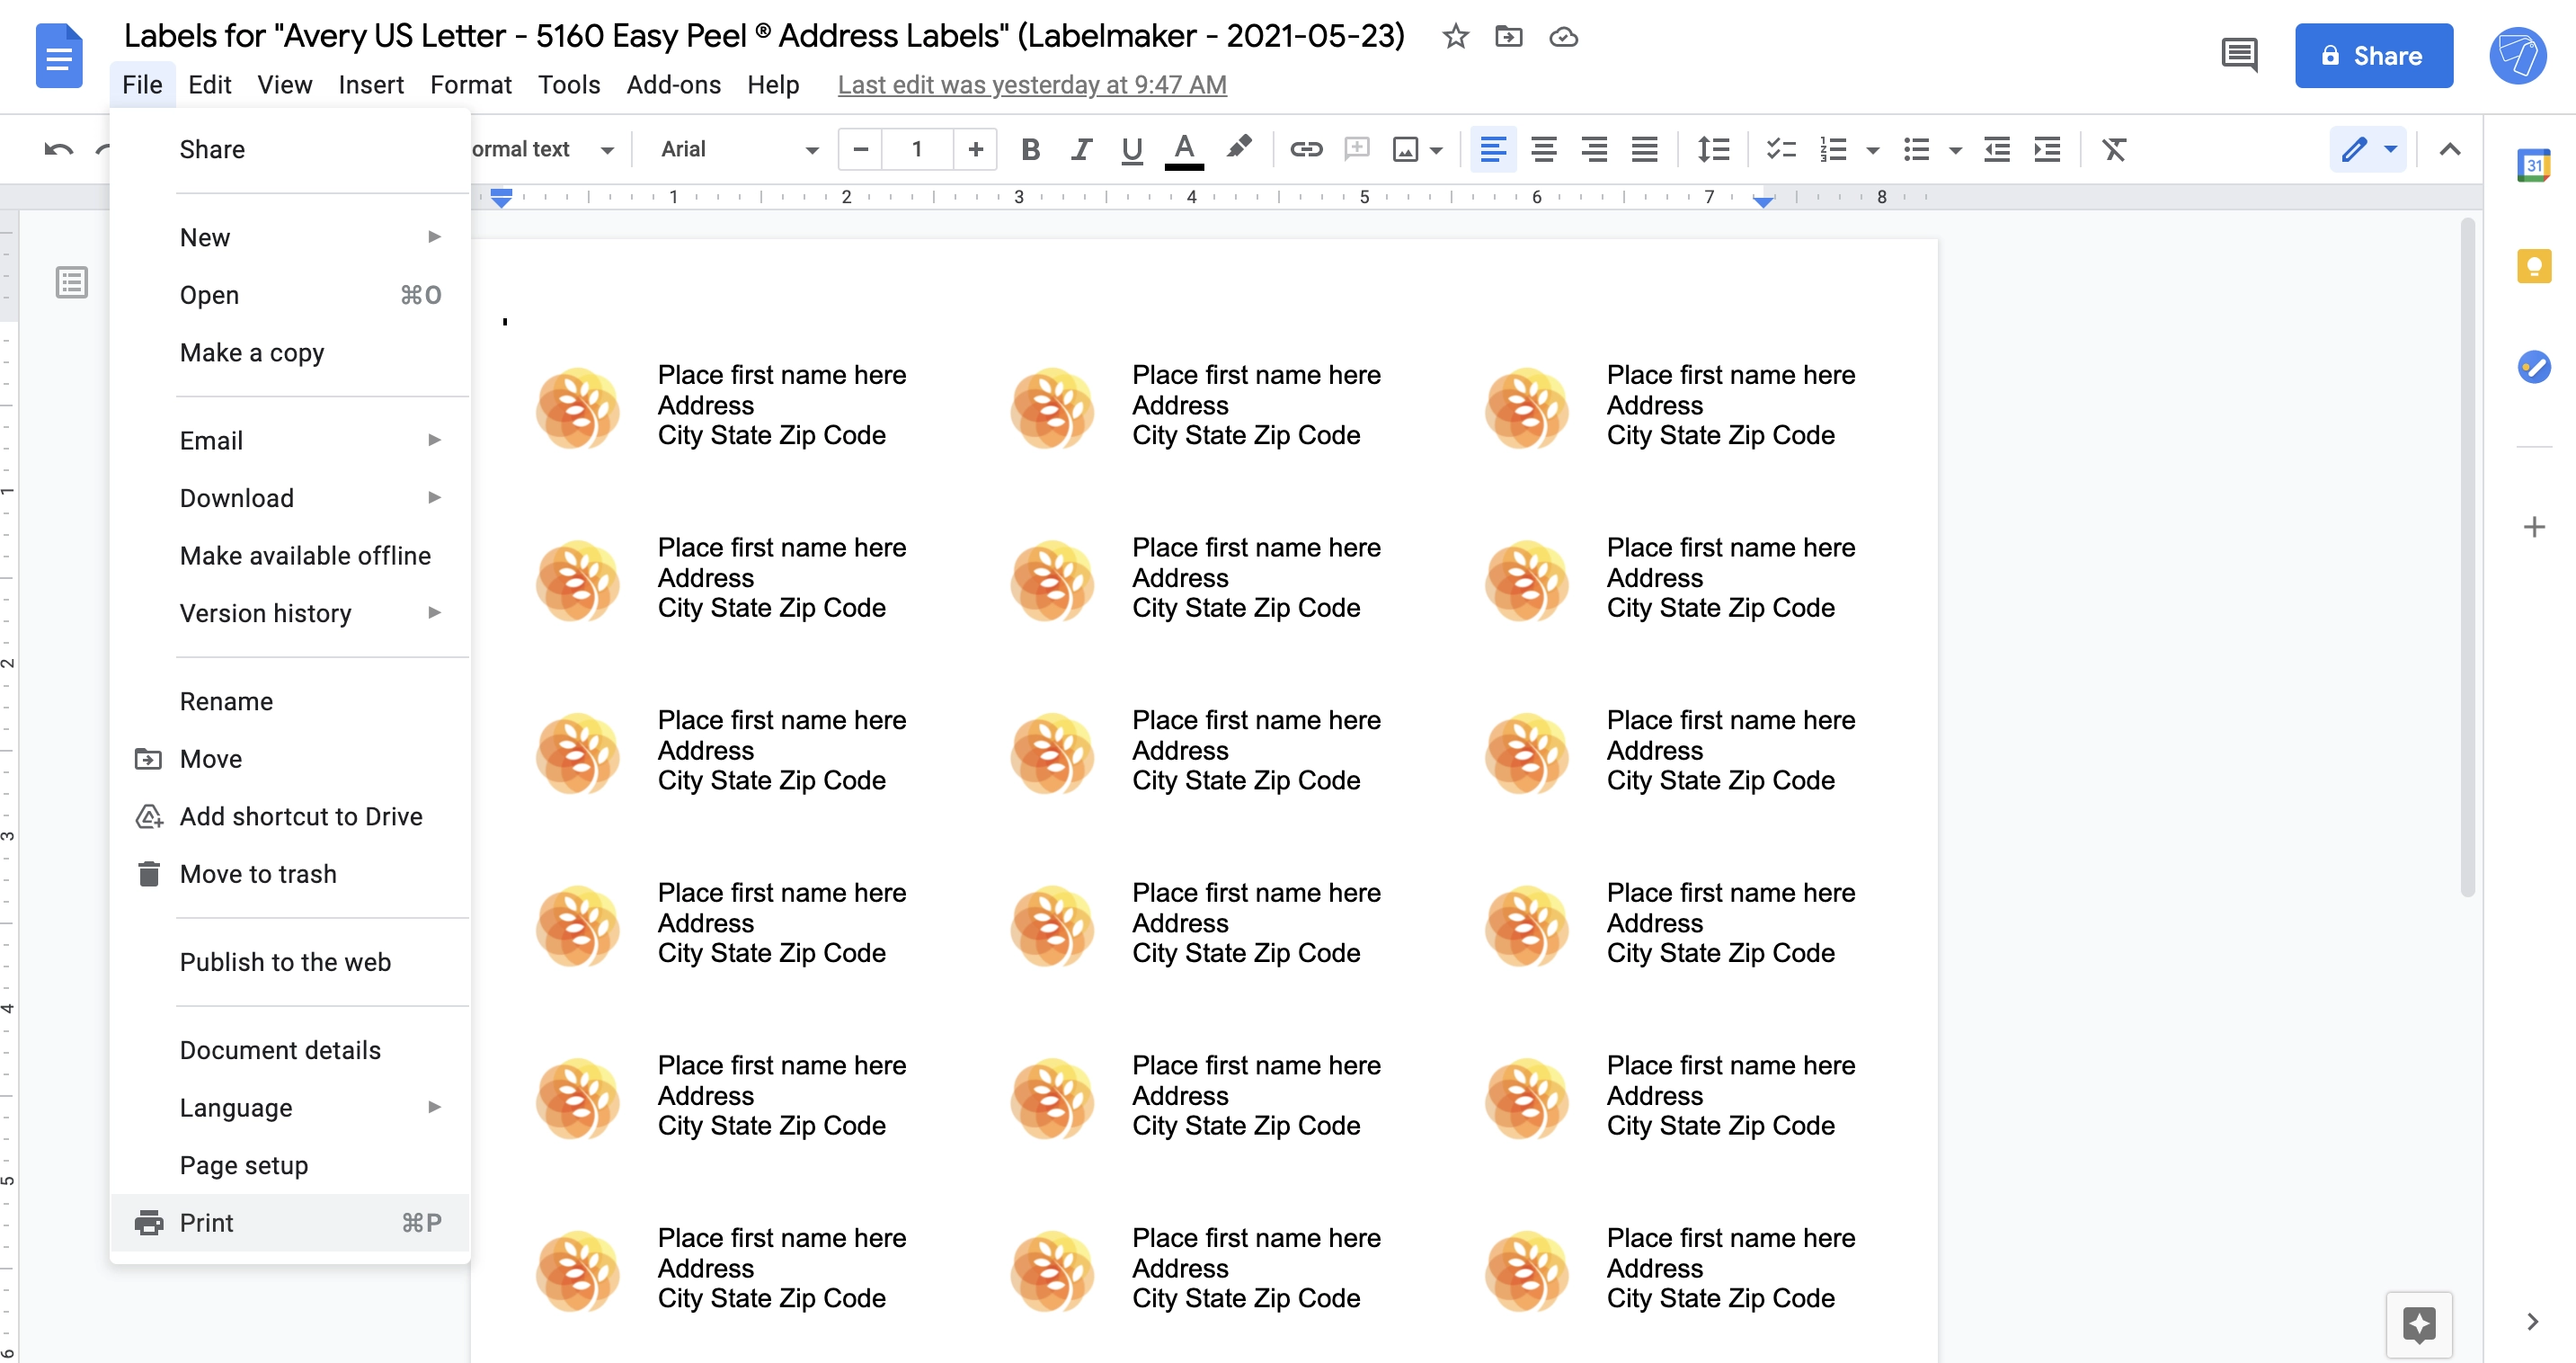 Labels for "Avery US Letter - 5160 Easy Peel ® Address Labels" (Labelmaker - 2021-05-23)
Share
File Edit View Insert Format Tools Add-ons Help Last edit was yesterday at 9:47 AM
ormal text Arial 1 B I U A
31
1 2 3 4 5 6 7 8
Share
New
Open ⌘O
Make a copy
Email
Download
Make available offline
Version history
Rename
Move
Add shortcut to Drive
Move to trash
Publish to the web
Document details
Language
Page setup
Print ⌘P
1
2
3
4
5
6
Place first name here Place first name here Place first name here
Address Address Address
City State Zip Code City State Zip Code City State Zip Code
Place first name here Place first name here Place first name here
Address Address Address
City State Zip Code City State Zip Code City State Zip Code
Place first name here Place first name here Place first name here
Address Address Address
City State Zip Code City State Zip Code City State Zip Code
Place first name here Place first name here Place first name here
Address Address Address
City State Zip Code City State Zip Code City State Zip Code
Place first name here Place first name here Place first name here
Address Address Address
City State Zip Code City State Zip Code City State Zip Code
Place first name here Place first name here Place first name here
Address Address Address
City State Zip Code City State Zip Code City State Zip Code